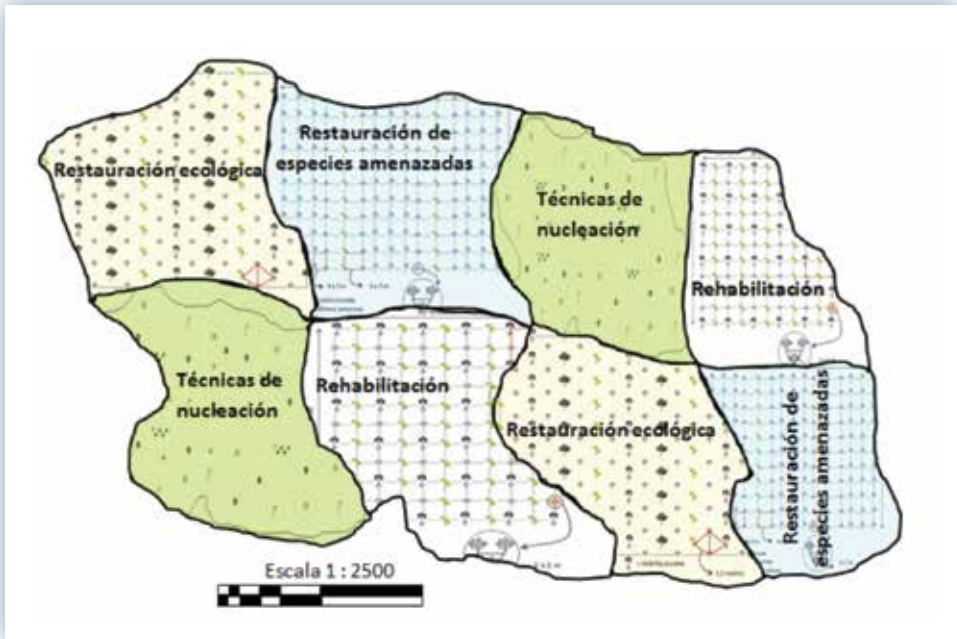 Restauración ecológica
Restauración de
especies amenazadas
Técnicas de
nucleación
Rehabilitación
Técnicas de
nucleación
Rehabilitación
Restauración ecológica
Restauración de
especies amenazadas
Escala 1 : 2500